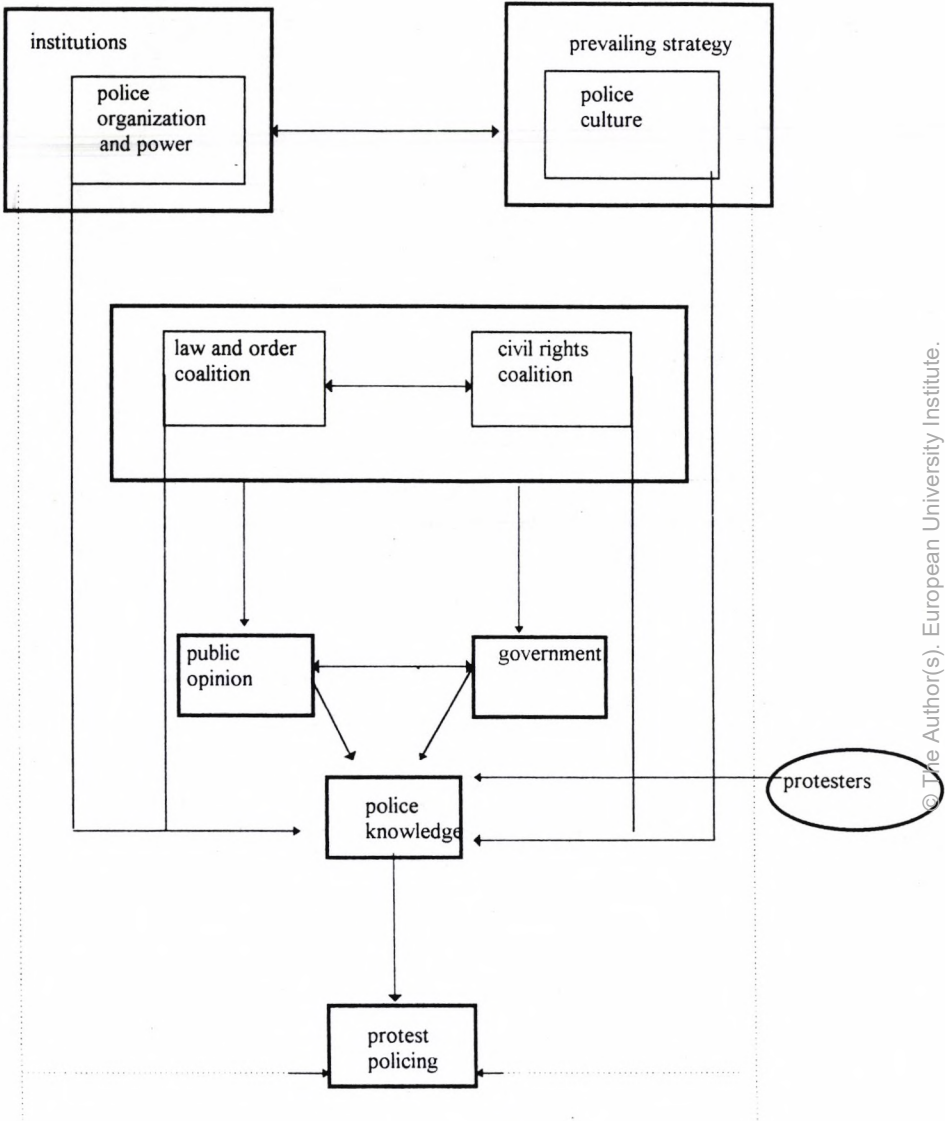 institutions
police
organization
and power
prevailing strategy
police
culture
law and order
coalition
civil rights
coalition
public
opinion
government
protesters
police
knowledge
protest
policing
© The Author(s). European University Institute.